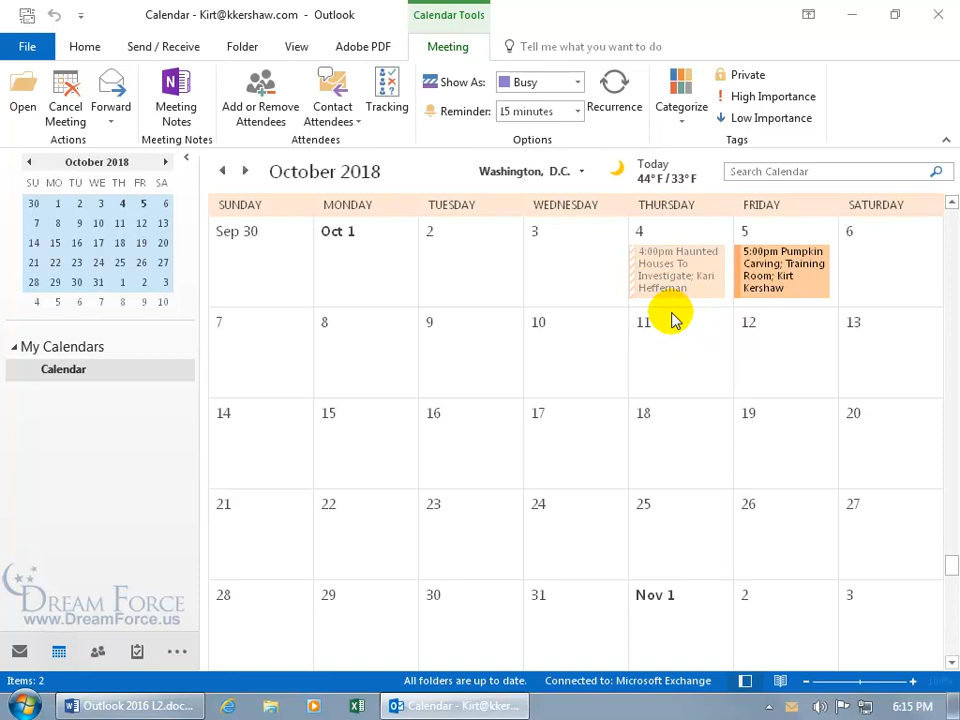 Calendar - Kirt@kkershaw.com - Outlook
Calendar Tools
File
Home
Send / Receive
Folder
View
Adobe PDF
Meeting
Tell me what you want to do
Open
Cancel Meeting
Forward
Actions
Meeting Notes
Meeting Notes
Add or Remove Attendees
Contact Attendees
Tracking
Attendees
Show As:
Busy
Reminder:
15 minutes
Recurrence
Options
Categorize
Private
High Importance
Low Importance
Tags
October 2018
SU MO TU WE TH FR SA
30 1 2 3 4 5 6
7 8 9 10 11 12 13
14 15 16 17 18 19 20
21 22 23 24 25 26 27
28 29 30 31 1 2 3
4 5 6 7 8 9 10
My Calendars
Calendar
October 2018
Washington, D.C.
Today
44°F / 33°F
Search Calendar
SUNDAY MONDAY TUESDAY WEDNESDAY THURSDAY FRIDAY SATURDAY
Sep 30 Oct 1 2 3 4 5 6
4:00pm Haunted
Houses To
Investigate; Kari
Heffernan
5:00pm Pumpkin
Carving; Training
Room; Kirt
Kershaw
7 8 9 10 11 12 13
14 15 16 17 18 19 20
21 22 23 24 25 26 27
28 29 30 31 Nov 1 2 3
DREAM FORCE
www.DreamForce.us
Items: 2
All folders are up to date.
Connected to: Microsoft Exchange
Outlook 2016 L2.doc...
Calendar - Kirt@kker...
6:15 PM